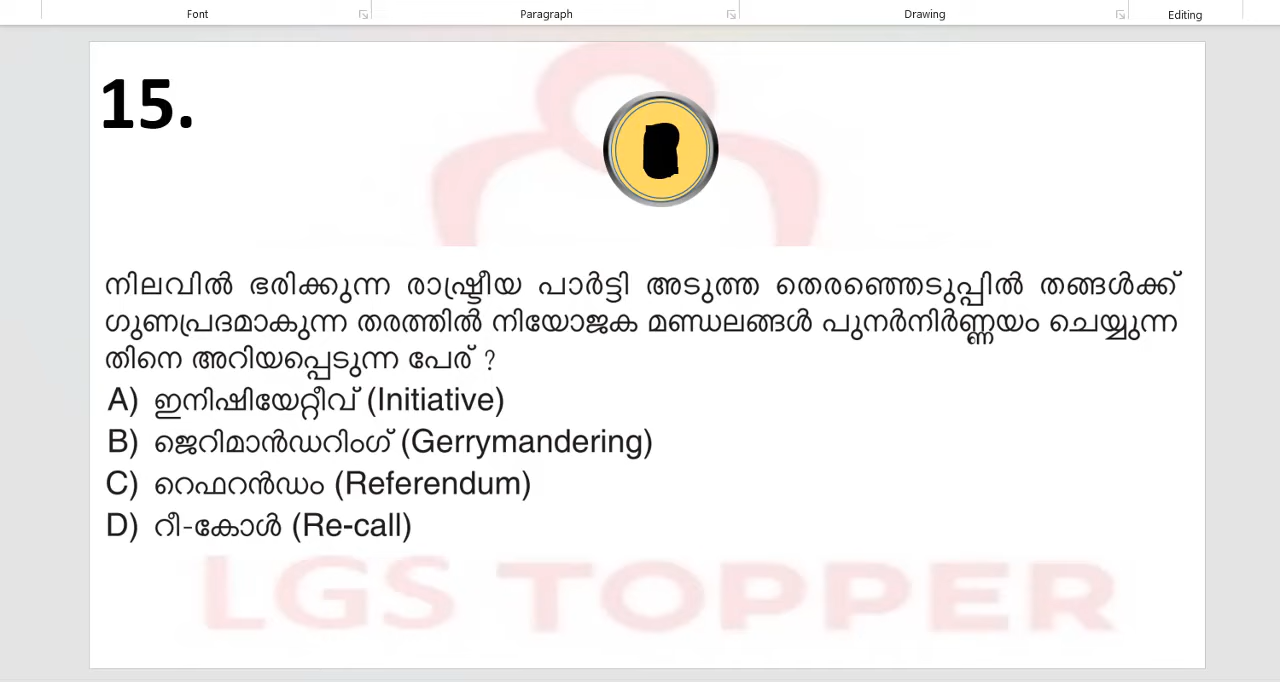 Font Paragraph Drawing Editing
15.
നിലവിൽ ഭരിക്കുന്ന രാഷ്ട്രീയ പാർട്ടി അടുത്ത തെരഞ്ഞെടുപ്പിൽ തങ്ങൾക്ക്
ഗുണപ്രദമാകുന്ന തരത്തിൽ നിയോജക മണ്ഡലങ്ങൾ പുനർനിർണ്ണയം ചെയ്യുന്ന
തിനെ അറിയപ്പെടുന്ന പേര് ?
A) ഇനിഷിയേറ്റീവ് (Initiative)
B) ജെറിമാൻഡറിംഗ് (Gerrymandering)
C) റെഫറൻഡം (Referendum)
D) റീ-കോൾ (Re-call)
LGS TOPPER